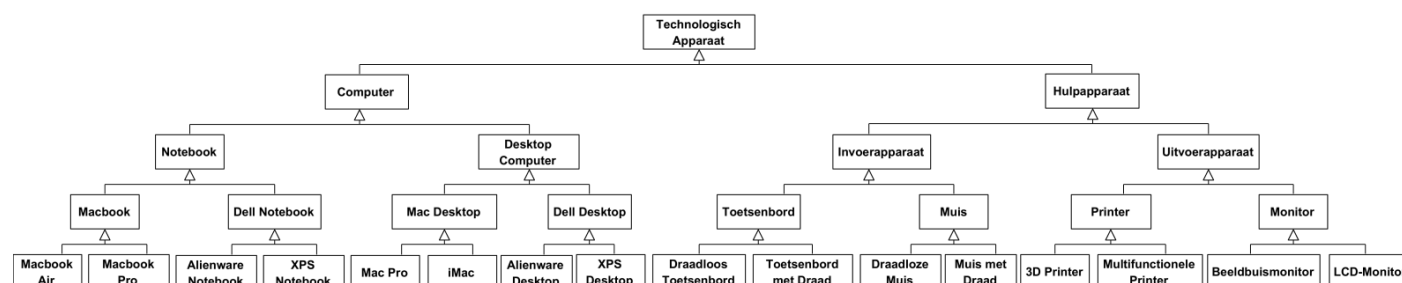 Technologisch
Apparaat
Computer
Hulpapparaat
Notebook
Desktop
Computer
Invoerapparaat
Uitvoerapparaat
Macbook
Dell Notebook
Mac Desktop
Dell Desktop
Toetsenbord
Muis
Printer
Monitor
Macbook
Air
Macbook
Pro
Alienware
Notebook
XPS
Notebook
Mac Pro
iMac
Alienware
Desktop
XPS
Desktop
Draadloos
Toetsenbord
Toetsenbord
met Draad
Draadloze
Muis
Muis met
Draad
3D Printer
Multifunctionele
Printer
Beeldbuismonitor
LCD-Monitor